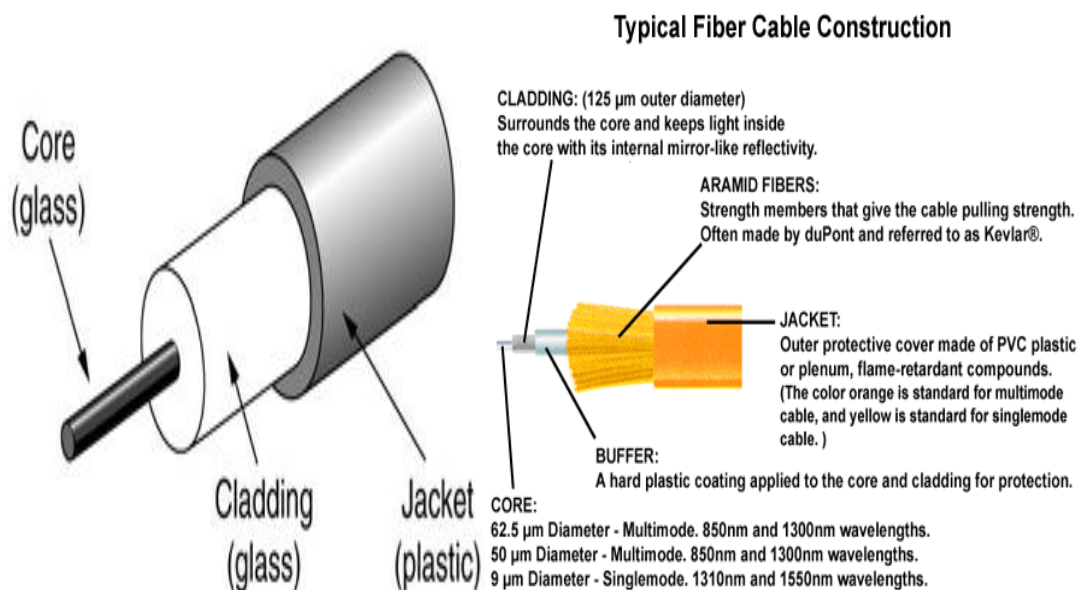 Core
(glass)
Cladding
(glass)
Jacket
(plastic)
Typical Fiber Cable Construction
CLADDING: (125 µm outer diameter)
Surrounds the core and keeps light inside
the core with its internal mirror-like reflectivity.
ARAMID FIBERS:
Strength members that give the cable pulling strength.
Often made by duPont and referred to as Kevlar®.
JACKET:
Outer protective cover made of PVC plastic
or plenum, flame-retardant compounds.
(The color orange is standard for multimode
cable, and yellow is standard for singlemode
cable. )
BUFFER:
A hard plastic coating applied to the core and cladding for protection.
CORE:
62.5 µm Diameter - Multimode. 850nm and 1300nm wavelengths.
50 µm Diameter - Multimode. 850nm and 1300nm wavelengths.
9 µm Diameter - Singlemode. 1310nm and 1550nm wavelengths.